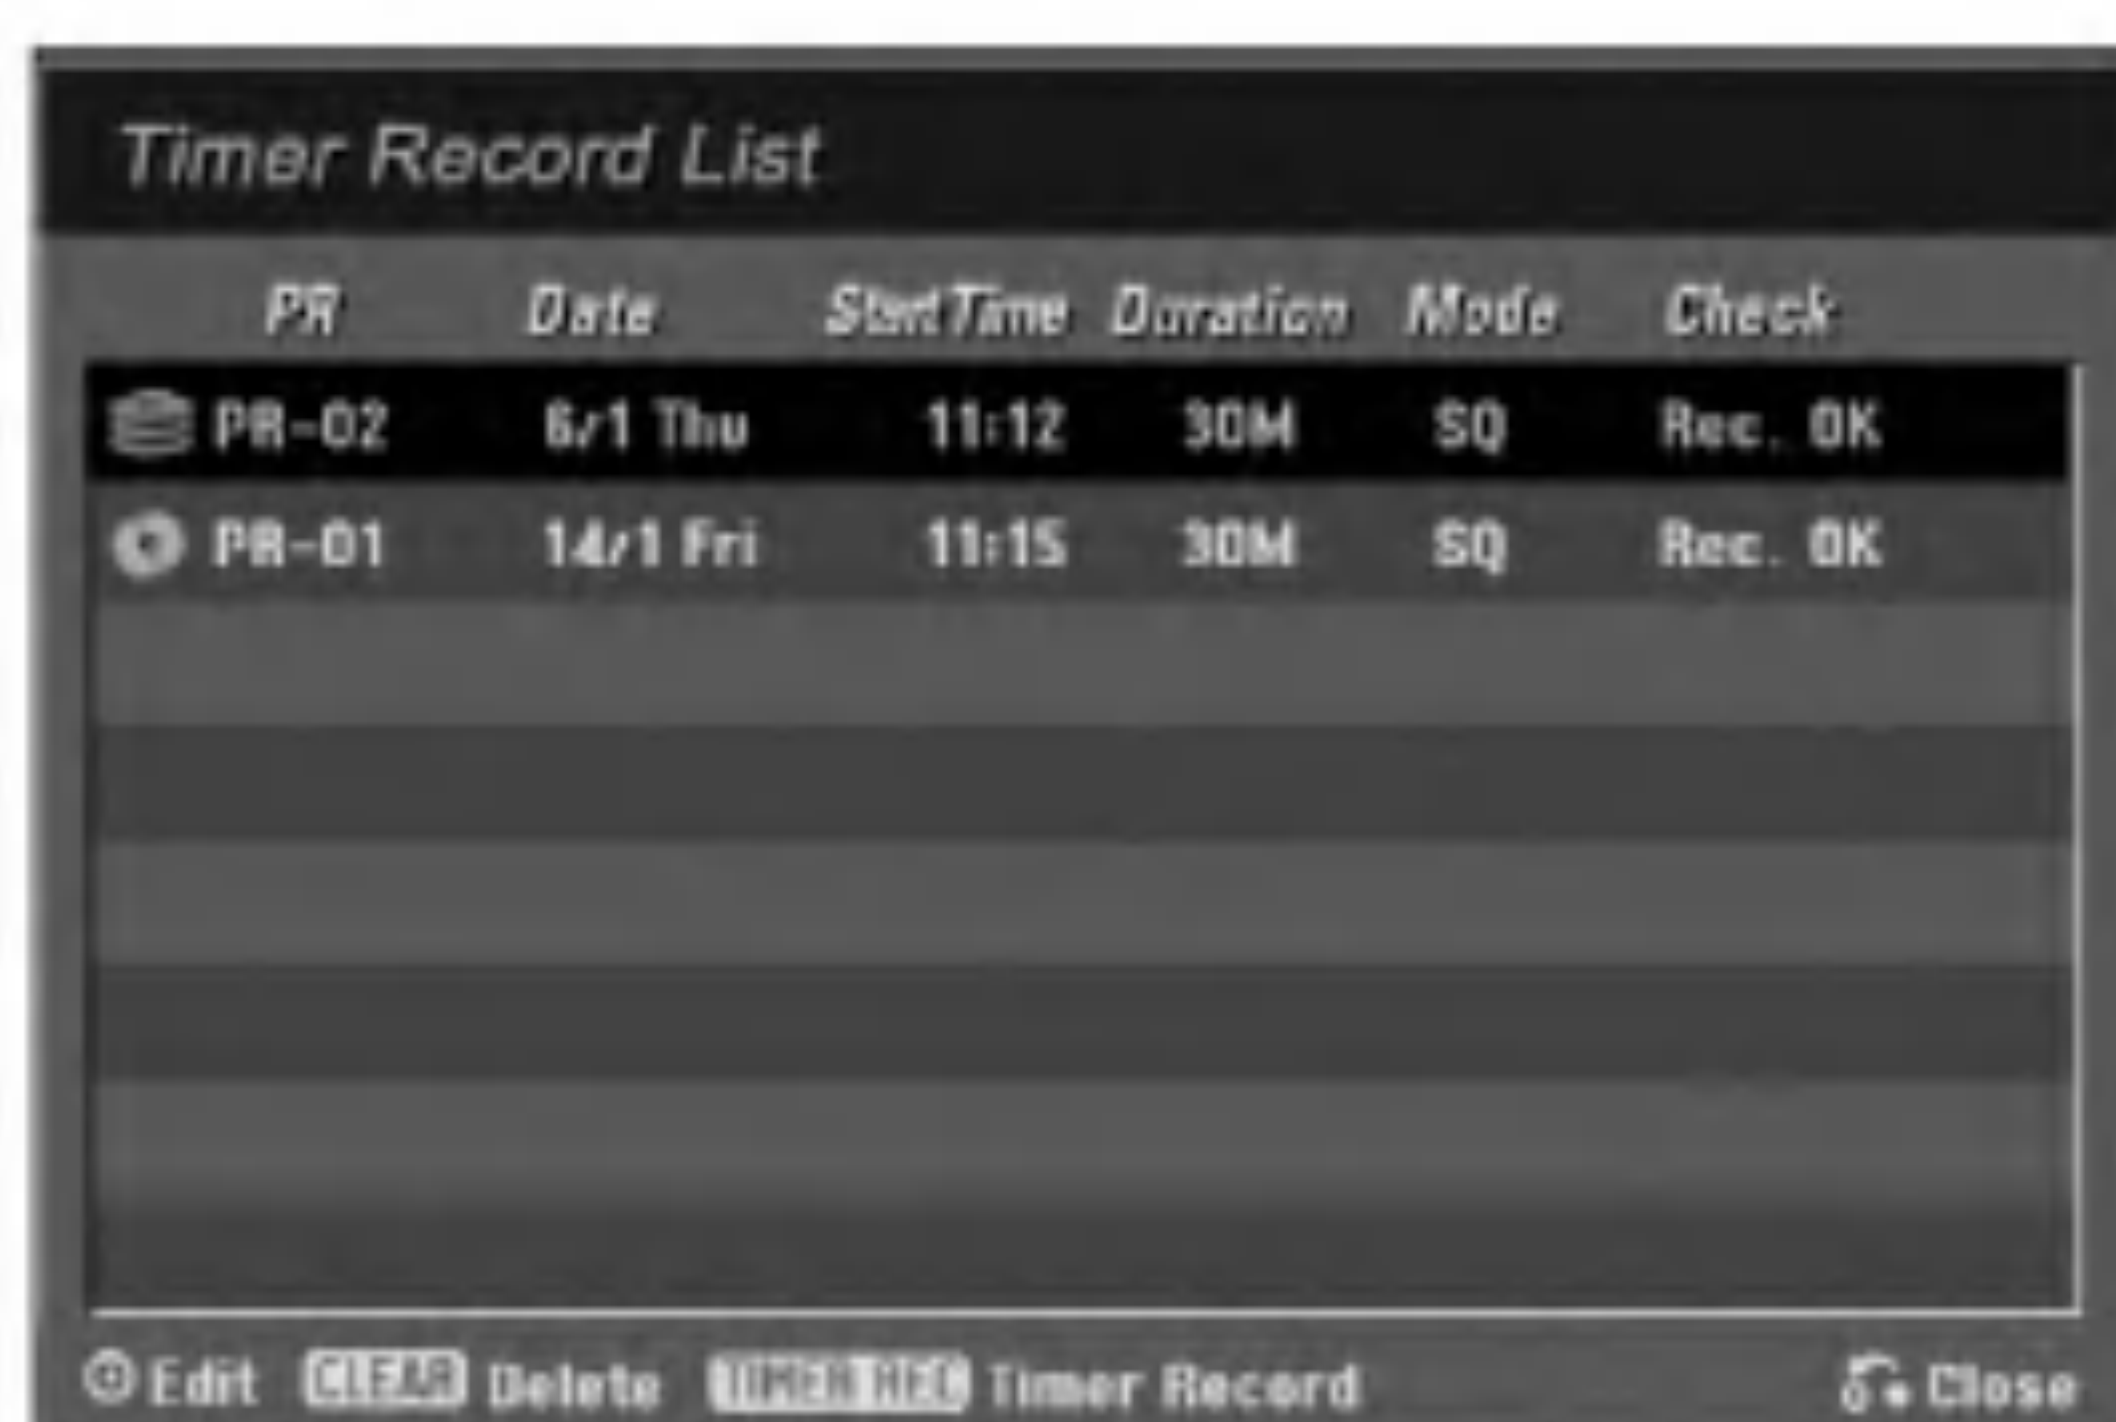 Timer Record List
PR Date Start Time Duration Mode Check
PR-02 6/1 Thu 11:12 30M SQ Rec. OK
PR-01 14/1 Fri 11:15 30M SQ Rec. OK
Edit CLEAR Delete TIMER REC Timer Record Close